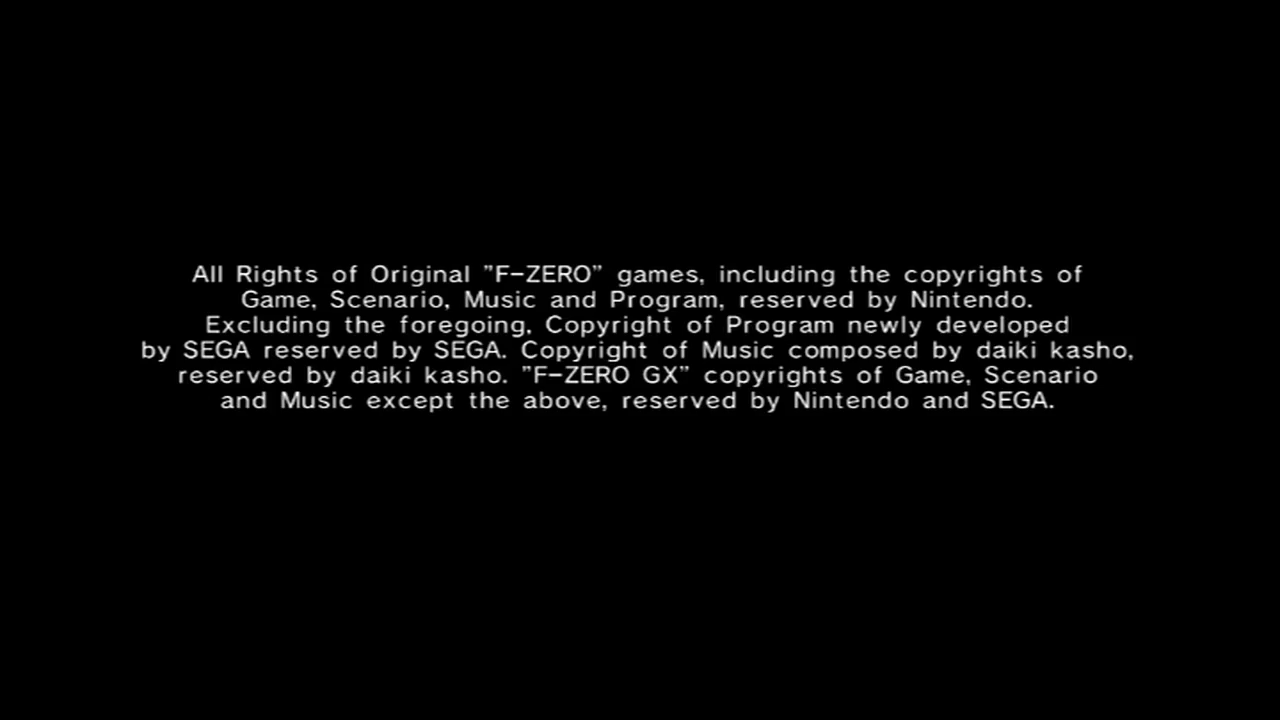 All Rights of Original "F-ZERO" games, including the copyrights of
Game, Scenario, Music and Program, reserved by Nintendo.
Excluding the foregoing, Copyright of Program newly developed
by SEGA reserved by SEGA. Copyright of Music composed by daiki kasho,
reserved by daiki kasho. "F-ZERO GX" copyrights of Game, Scenario
and Music except the above, reserved by Nintendo and SEGA.